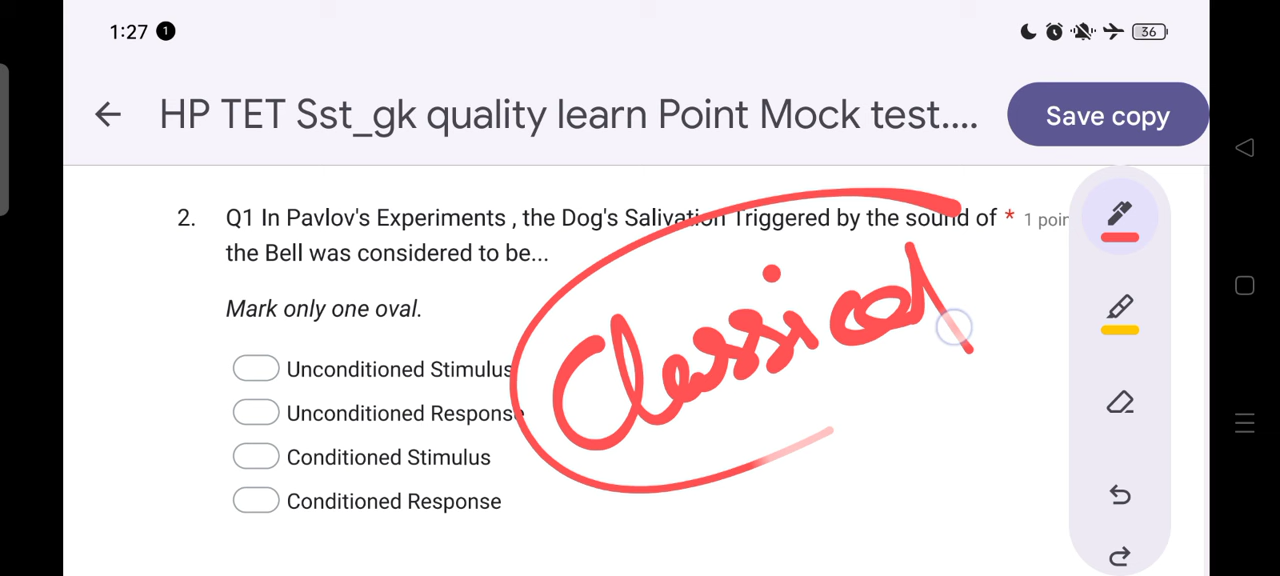 1:27 1 36
HP TET Sst_gk quality learn Point Mock test....
Save copy
2. Q1 In Pavlov's Experiments , the Dog's Salivation Triggered by the sound of * 1 poin
the Bell was considered to be...
Mark only one oval.
Classical
Unconditioned Stimulus
Unconditioned Response
Conditioned Stimulus
Conditioned Response